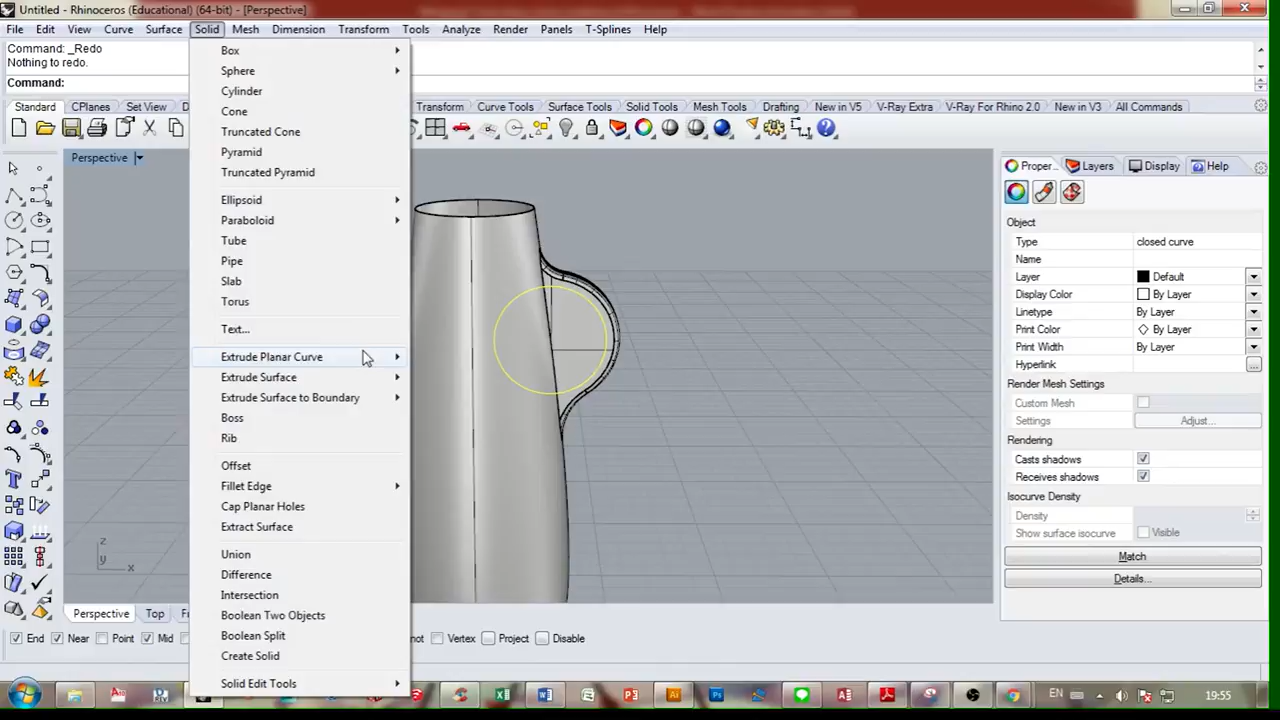 Untitled - Rhinoceros (Educational) (64-bit) - [Perspective]
File Edit View Curve Surface Solid Mesh Dimension Transform Tools Analyze Render Panels T-Splines Help
Command: _Redo
Nothing to redo.
Command:
Standard CPlanes Set View D Transform Curve Tools Surface Tools Solid Tools Mesh Tools Drafting New in V5 V-Ray Extra V-Ray For Rhino 2.0 New in V3 All Commands
Perspective
Box
Sphere
Cylinder
Cone
Truncated Cone
Pyramid
Truncated Pyramid
Ellipsoid
Paraboloid
Tube
Pipe
Slab
Torus
Text...
Extrude Planar Curve
Extrude Surface
Extrude Surface to Boundary
Boss
Rib
Offset
Fillet Edge
Cap Planar Holes
Extract Surface
Union
Difference
Intersection
Boolean Two Objects
Boolean Split
Create Solid
Solid Edit Tools
Proper... Layers Display Help
Object
Type closed curve
Name
Layer Default
Display Color By Layer
Linetype By Layer
Print Color By Layer
Print Width By Layer
Hyperlink ...
Render Mesh Settings
Custom Mesh
Settings Adjust...
Rendering
Casts shadows
Receives shadows
Isocurve Density
Density
Show surface isocurve Visible
Match
Details...
z
y x
Perspective Top Fr
End Near Point Mid not Vertex Project Disable
EN 19:55